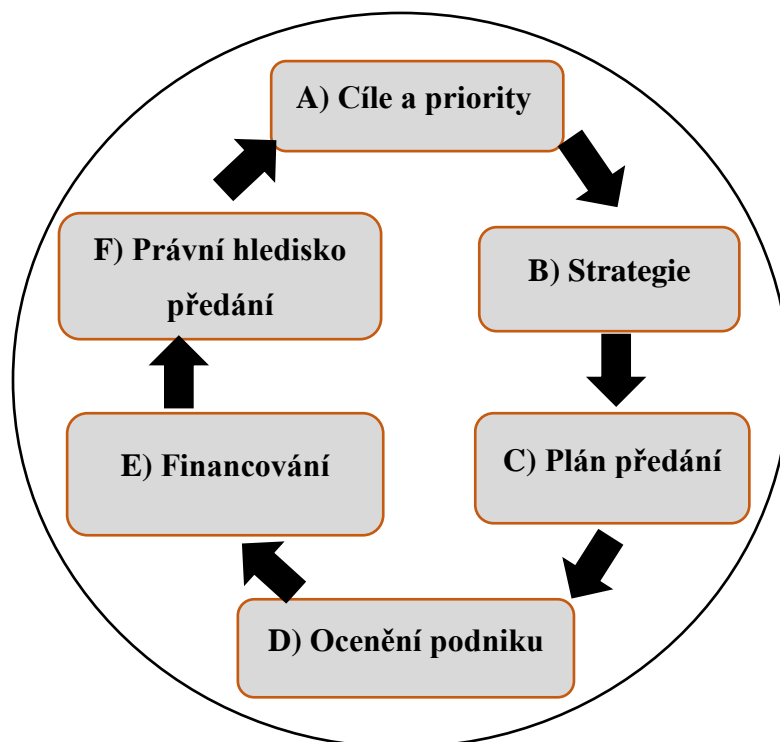 A) Cíle a priority
B) Strategie
C) Plán předání
D) Ocenění podniku
E) Financování
F) Právní hledisko
předání